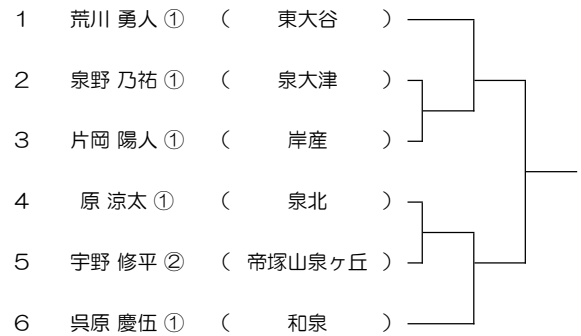 1 荒川 勇人 ① ( 東大谷 )
2 泉野 乃祐 ① ( 泉大津 )
3 片岡 陽人 ① ( 岸産 )
4 原 涼太 ① ( 泉北 )
5 宇野 修平 ② ( 帝塚山泉ヶ丘 )
6 呉原 慶伍 ① ( 和泉 )